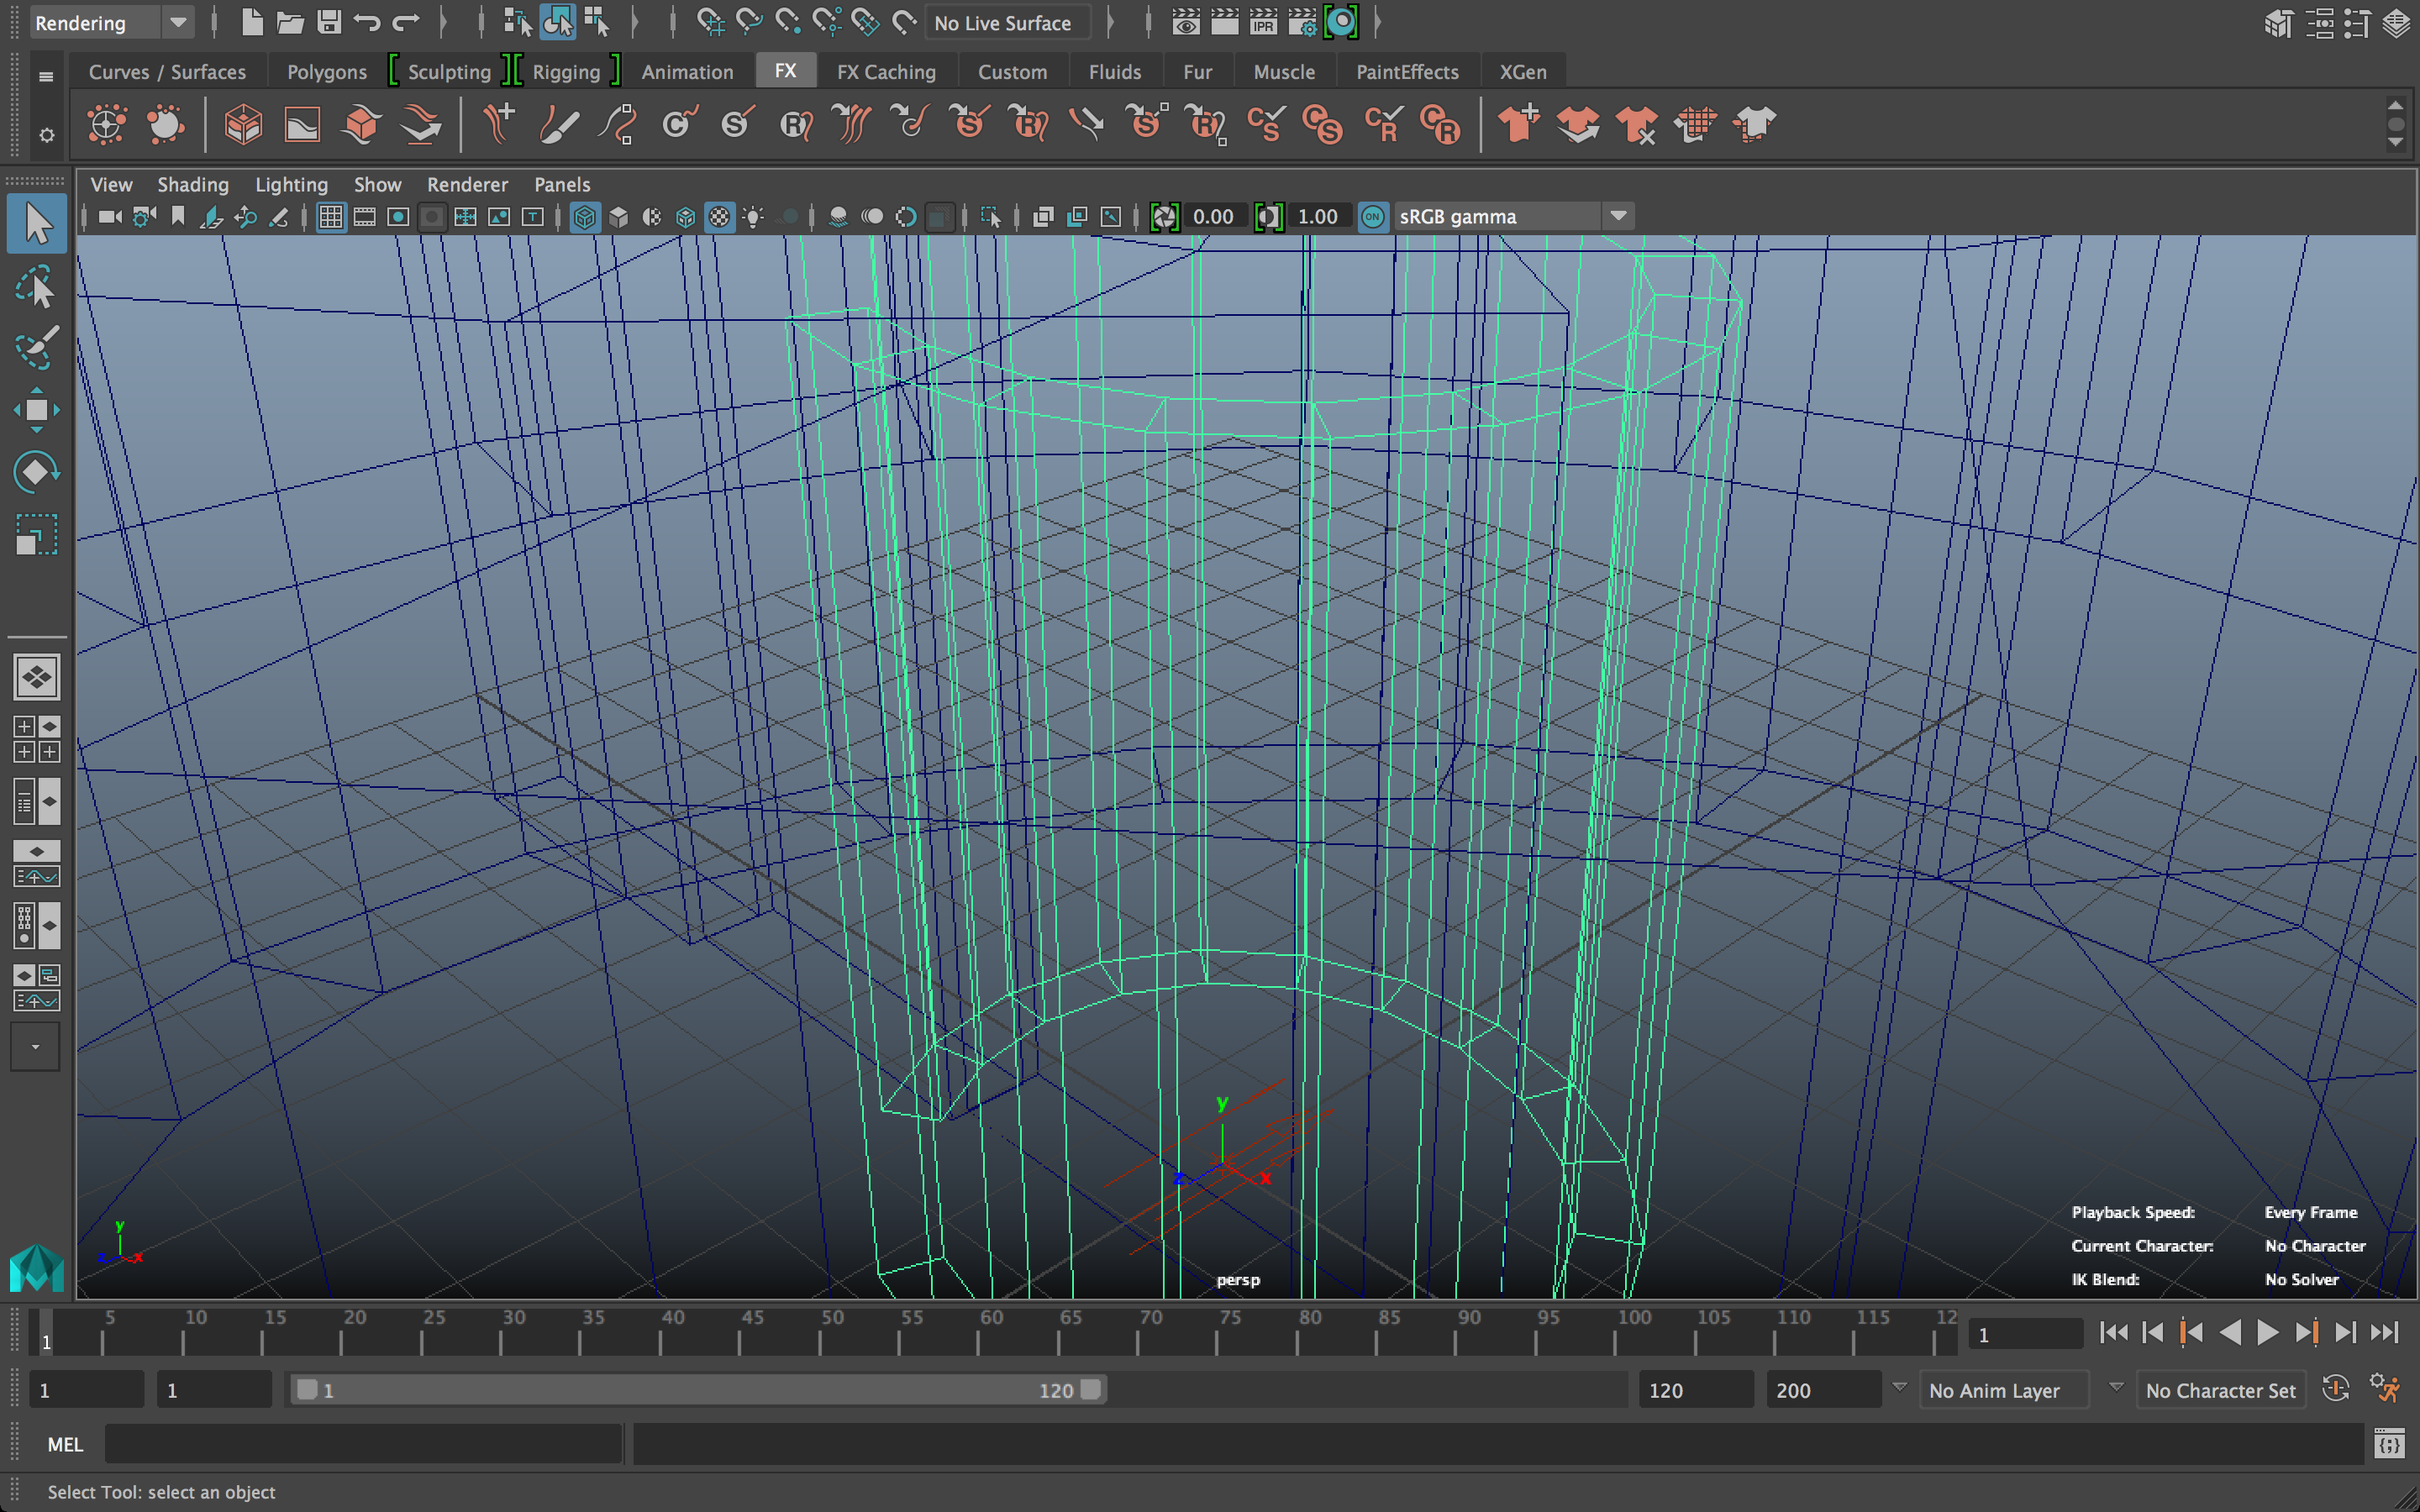 Rendering
No Live Surface
IPR
Curves / Surfaces Polygons Sculpting Rigging Animation FX FX Caching Custom Fluids Fur Muscle PaintEffects XGen
View Shading Lighting Show Renderer Panels
0.00 1.00 ON sRGB gamma
y
z x
y
z x
persp
Playback Speed: Every Frame
Current Character: No Character
IK Blend: No Solver
5 10 15 20 25 30 35 40 45 50 55 60 65 70 75 80 85 90 95 100 105 110 115 12
1
1
1 1 1 120 120 200 No Anim Layer No Character Set
MEL
Select Tool: select an object